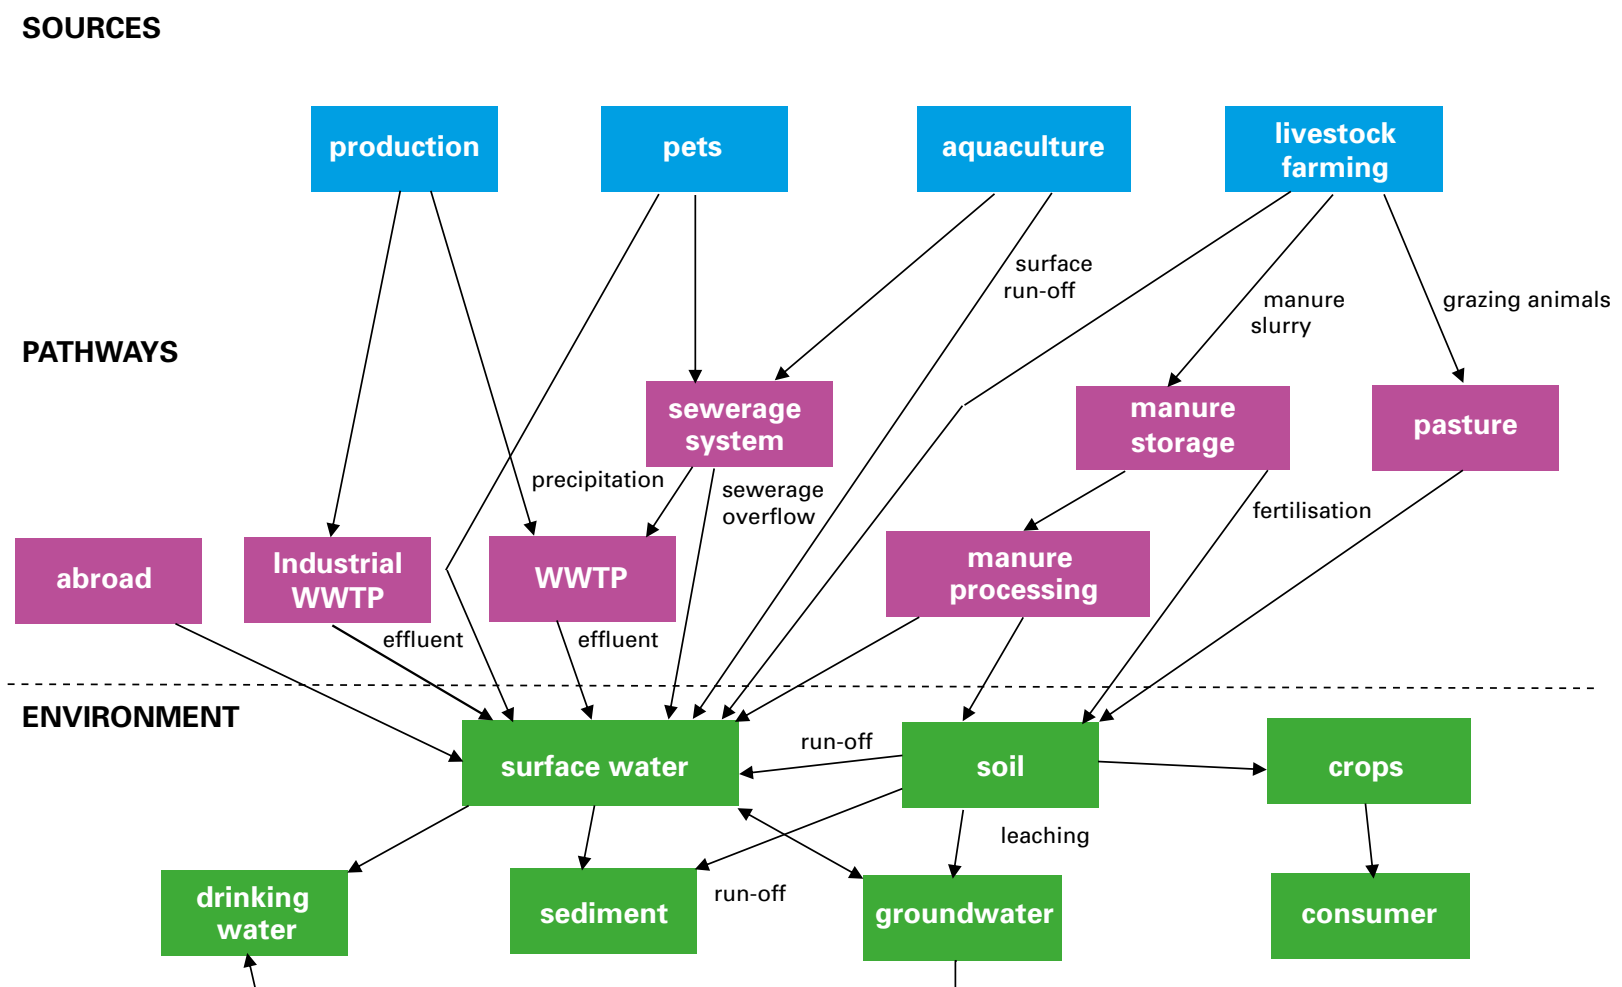 SOURCES
production
pets
aquaculture
livestock
farming
surface
run-off
manure
slurry
grazing animals
PATHWAYS
sewerage
system
manure
storage
pasture
precipitation
sewerage
overflow
fertilisation
abroad
Industrial
WWTP
WWTP
manure
processing
effluent
effluent
ENVIRONMENT
surface water
run-off
soil
crops
leaching
drinking
water
sediment
run-off
groundwater
consumer